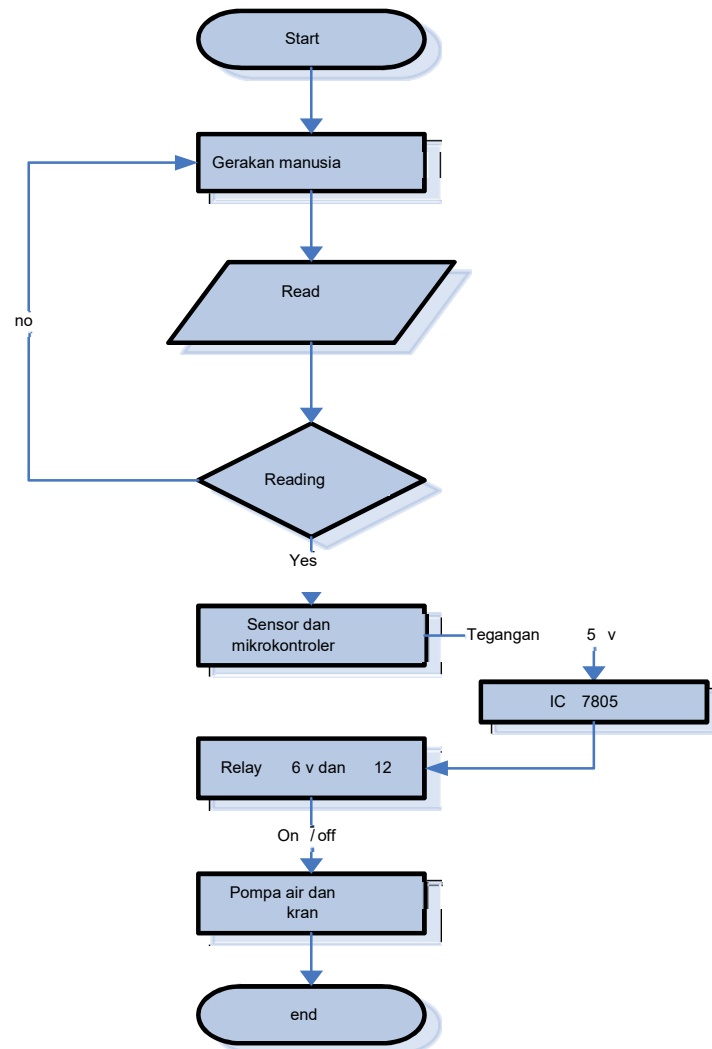 Start
Gerakan manusia
Read
no
Reading
Yes
Sensor dan
mikrokontroler
Tegangan 5 v
IC 7805
Relay 6 v dan 12
On /off
Pompa air dan
kran
end